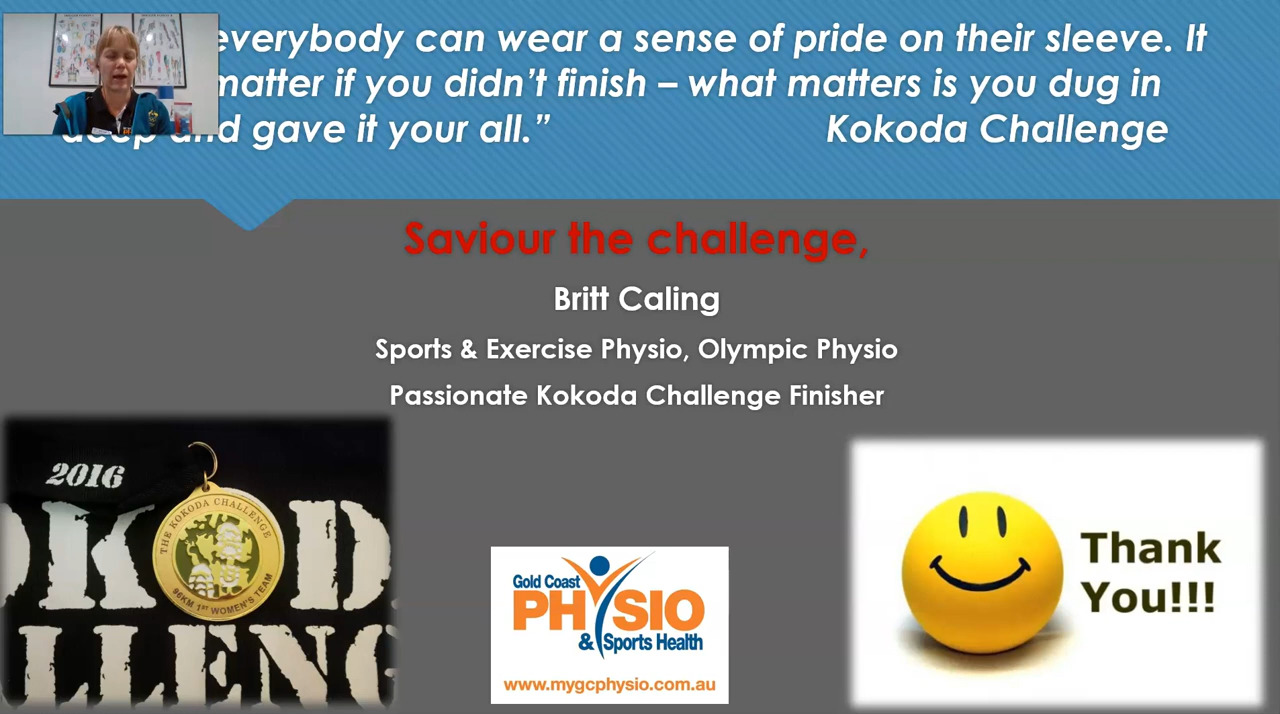 everybody can wear a sense of pride on their sleeve. It
matter if you didn't finish – what matters is you dug in
deep and gave it your all." Kokoda Challenge
Saviour the challenge,
Britt Caling
Sports & Exercise Physio, Olympic Physio
Passionate Kokoda Challenge Finisher
2016
THE KOKODA CHALLENGE
96KM 1ST WOMEN'S TEAM
OK D
LLENG
Gold Coast
PHYSIO
& Sports Health
www.mygcphysio.com.au
Thank
You!!!